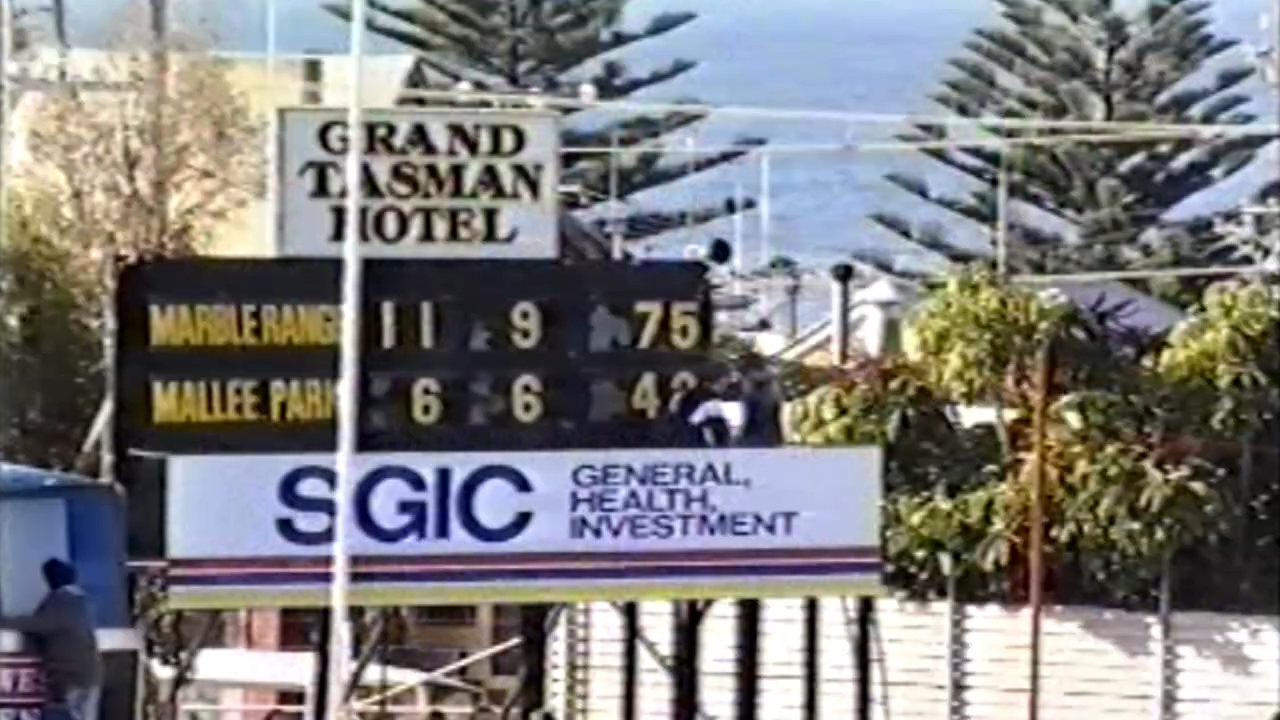 GRAND
TASMAN
HOTEL
MARBLE RANGE 11 9 75
MALLEE PARK 6 6 42
SGIC GENERAL,
HEALTH,
INVESTMENT